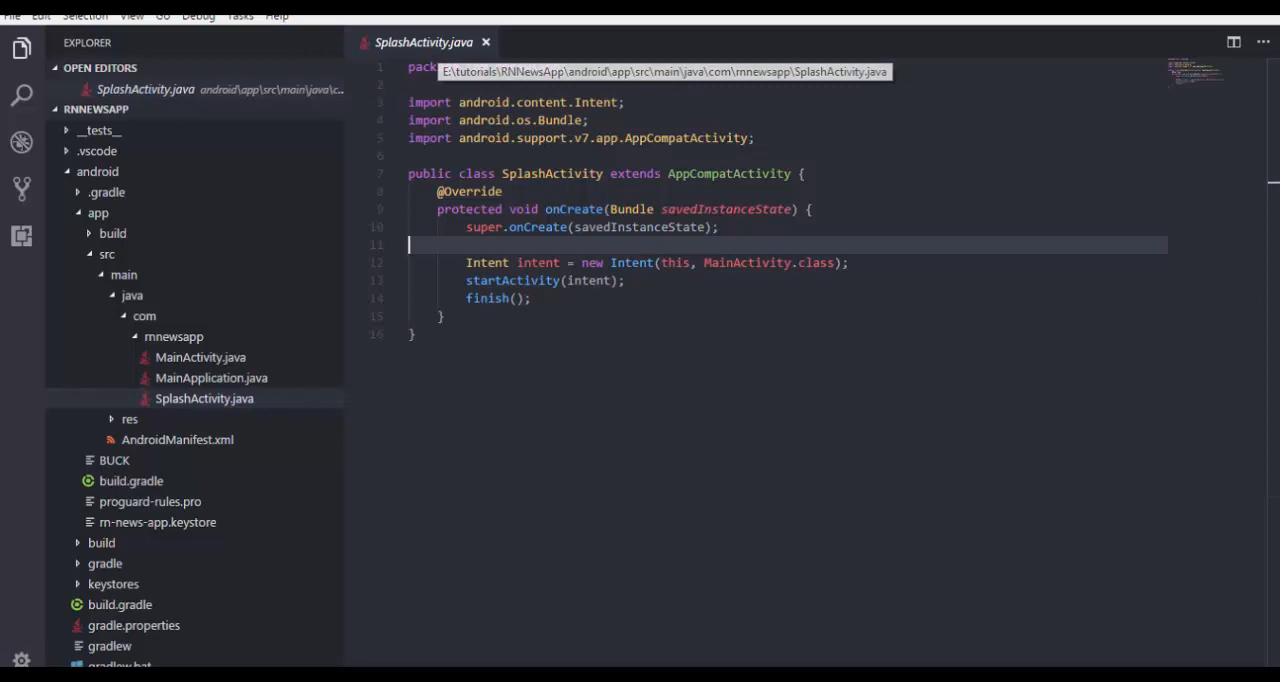 File Edit Selection View Go Debug Tasks Help
EXPLORER
OPEN EDITORS
SplashActivity.java android\app\src\main\java\c...
RNNEWSAPP
__tests__
.vscode
android
.gradle
app
build
src
main
java
com
rnnewsapp
MainActivity.java
MainApplication.java
SplashActivity.java
res
AndroidManifest.xml
BUCK
build.gradle
proguard-rules.pro
rn-news-app.keystore
build
gradle
keystores
build.gradle
gradle.properties
gradlew
gradlew.bat
SplashActivity.java
E:\tutorials\RNNewsApp\android\app\src\main\java\com\rnnewsapp\SplashActivity.java
1 pack
2
3 import android.content.Intent;
4 import android.os.Bundle;
5 import android.support.v7.app.AppCompatActivity;
6
7 public class SplashActivity extends AppCompatActivity {
8 @Override
9 protected void onCreate(Bundle savedInstanceState) {
10 super.onCreate(savedInstanceState);
11
12 Intent intent = new Intent(this, MainActivity.class);
13 startActivity(intent);
14 finish();
15 }
16 }